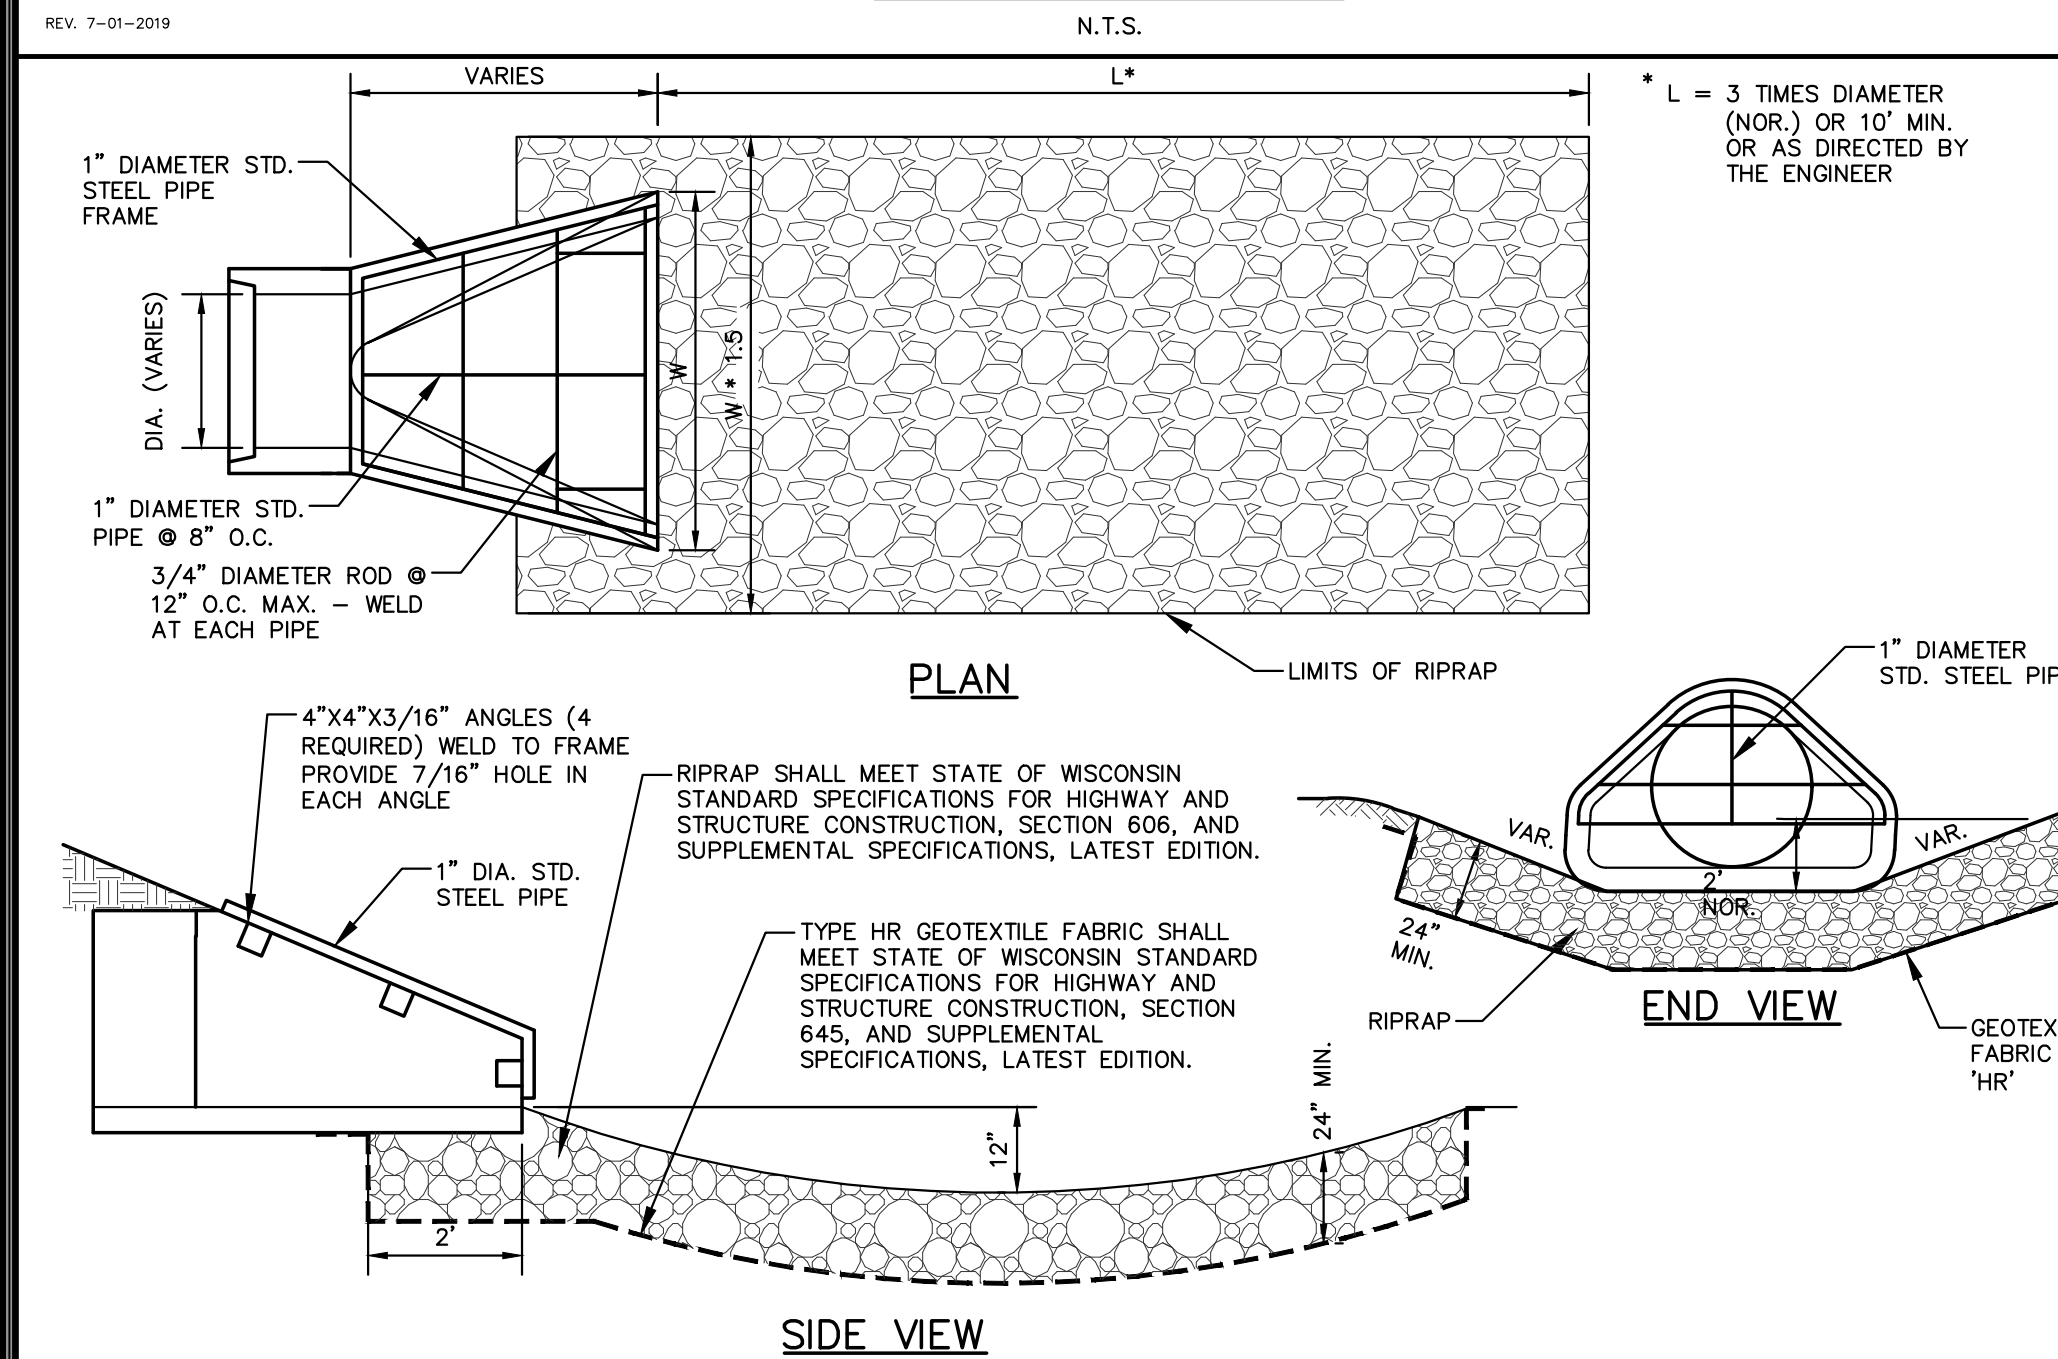 REV. 7-01-2019
N.T.S.
VARIES
L*
* L = 3 TIMES DIAMETER
(NOR.) OR 10' MIN.
OR AS DIRECTED BY
THE ENGINEER
1" DIAMETER STD.
STEEL PIPE
FRAME
DIA. (VARIES)
W
W * 1.5
1" DIAMETER STD.
PIPE @ 8" O.C.
3/4" DIAMETER ROD @
12" O.C. MAX. - WELD
AT EACH PIPE
LIMITS OF RIPRAP
PLAN
1" DIAMETER
STD. STEEL PIP
4"X4"X3/16" ANGLES (4
REQUIRED) WELD TO FRAME
PROVIDE 7/16" HOLE IN
EACH ANGLE
RIPRAP SHALL MEET STATE OF WISCONSIN
STANDARD SPECIFICATIONS FOR HIGHWAY AND
STRUCTURE CONSTRUCTION, SECTION 606, AND
SUPPLEMENTAL SPECIFICATIONS, LATEST EDITION.
1" DIA. STD.
STEEL PIPE
TYPE HR GEOTEXTILE FABRIC SHALL
MEET STATE OF WISCONSIN STANDARD
SPECIFICATIONS FOR HIGHWAY AND
STRUCTURE CONSTRUCTION, SECTION
645, AND SUPPLEMENTAL
SPECIFICATIONS, LATEST EDITION.
VAR.
VAR.
2'
NOR.
24"
MIN.
RIPRAP
END VIEW
GEOTEX
FABRIC
'HR'
12"
24" MIN.
2'
SIDE VIEW